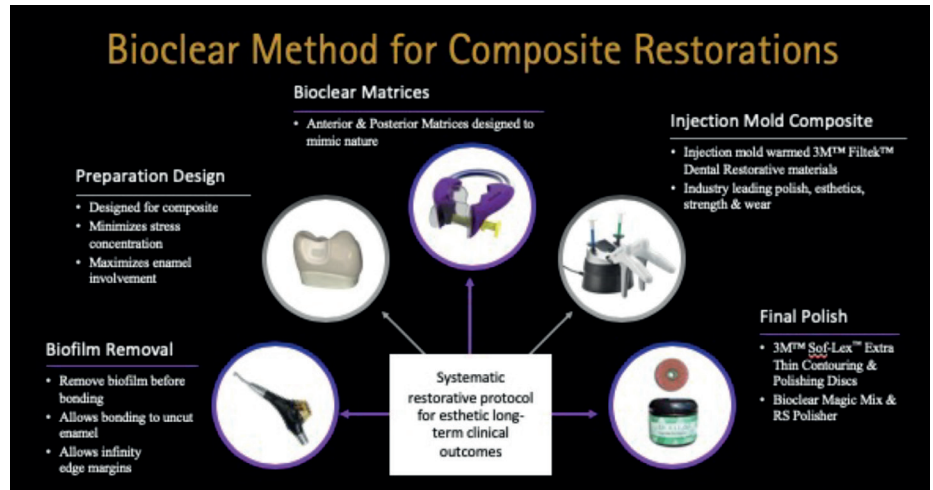 Bioclear Method for Composite Restorations
Bioclear Matrices
• Anterior & Posterior Matrices designed to
mimic nature
Injection Mold Composite
• Injection mold warmed 3M™ Filtek™
Dental Restorative materials
• Industry leading polish, esthetics,
strength & wear
Preparation Design
• Designed for composite
• Minimizes stress
concentration
• Maximizes enamel
involvement
Final Polish
• 3M™ Sof-Lex™ Extra
Thin Contouring &
Polishing Discs
• Bioclear Magic Mix &
RS Polisher
Biofilm Removal
• Remove biofilm before
bonding
• Allows bonding to uncut
enamel
• Allows infinity
edge margins
Systematic
restorative protocol
for esthetic long-
term clinical
outcomes